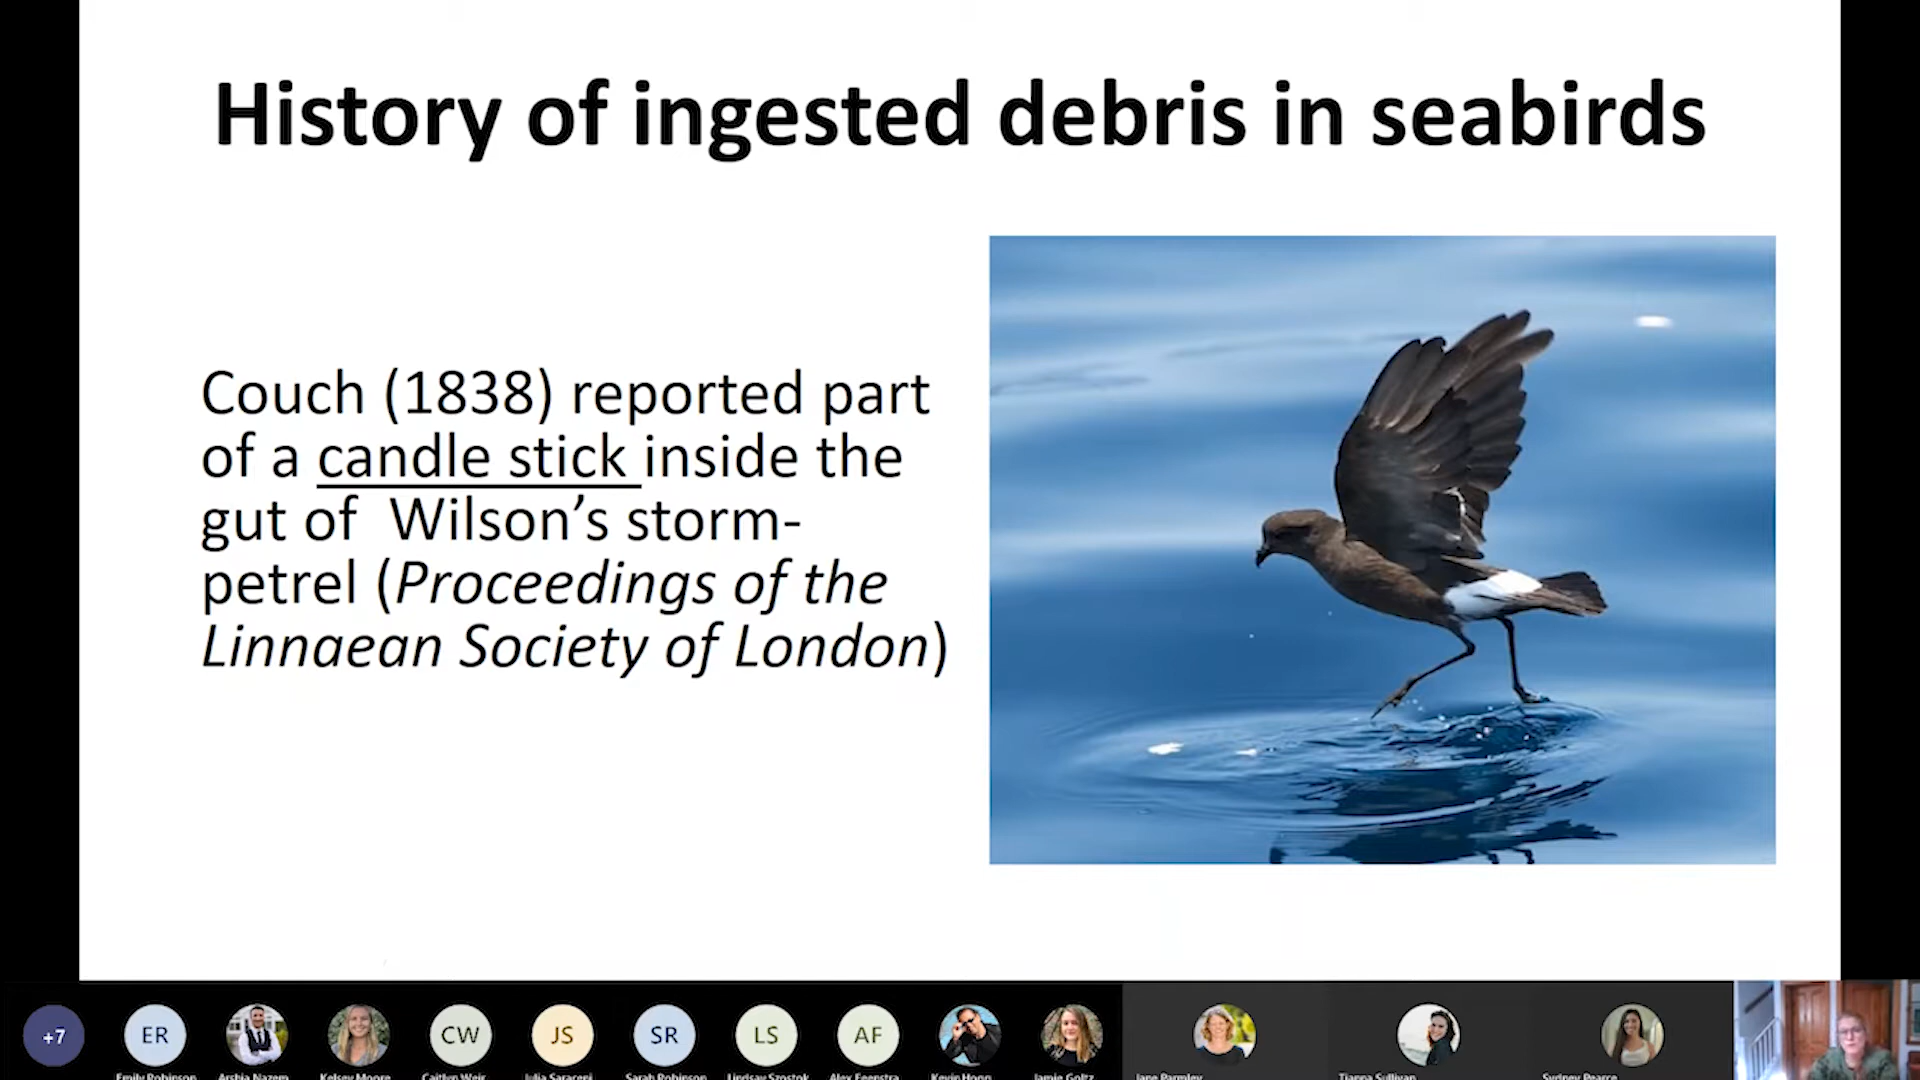 History of ingested debris in seabirds
Couch (1838) reported part
of a candle stick inside the
gut of  Wilson’s storm-
petrel (Proceedings of the
Linnaean Society of London)
+7
ER
CW
JS
SR
LS
AF
Emily Robinson
Arshia Nazem
Kelsey Moore
Caitlyn Weir
Julia Saraceni
Sarah Robinson
Lindsay Szostok
Alex Feenstra
Jamie Goltz
Jane Parmley
Tianna Sullivan
Sydney Pearce